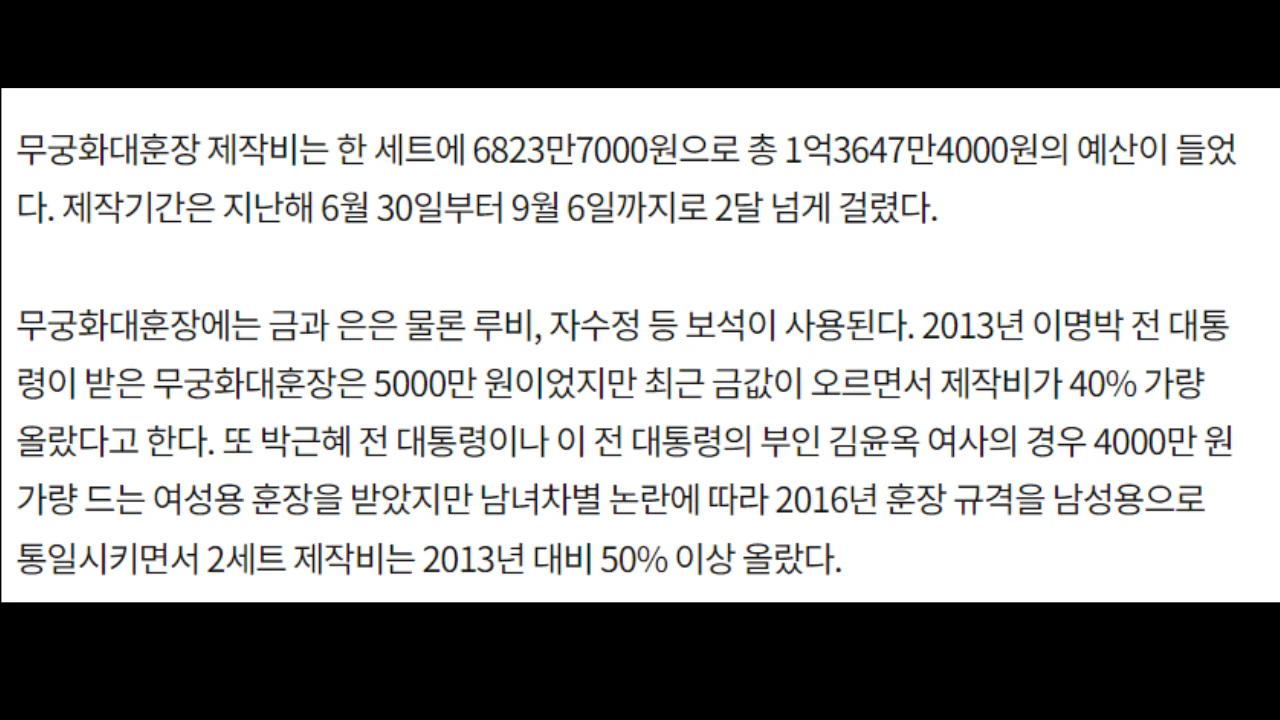 무궁화대훈장 제작비는 한 세트에 6823만7000원으로 총 1억3647만4000원의 예산이 들었
다. 제작기간은 지난해 6월 30일부터 9월 6일까지로 2달 넘게 걸렸다.
무궁화대훈장에는 금과 은은 물론 루비, 자수정 등 보석이 사용된다. 2013년 이명박 전 대통
령이 받은 무궁화대훈장은 5000만 원이었지만 최근 금값이 오르면서 제작비가 40% 가량
올랐다고 한다. 또 박근혜 전 대통령이나 이 전 대통령의 부인 김윤옥 여사의 경우 4000만 원
가량 드는 여성용 훈장을 받았지만 남녀차별 논란에 따라 2016년 훈장 규격을 남성용으로
통일시키면서 2세트 제작비는 2013년 대비 50% 이상 올랐다.